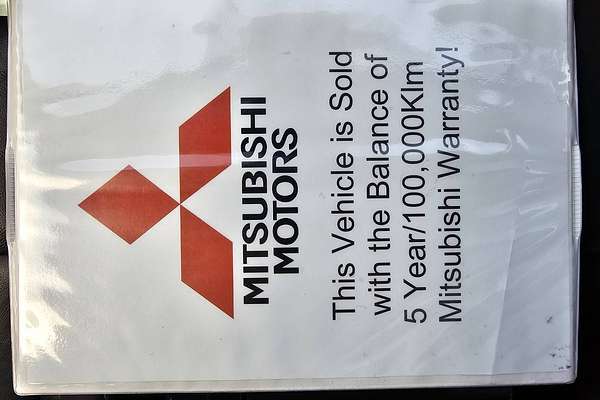 MITSUBISHI
MOTORS
This Vehicle is Sold
with the Balance of
5 Year/100,000Klm
Mitsubishi Warranty!